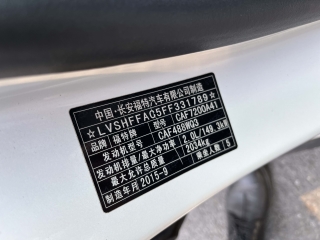 中国·长安福特汽车有限公司制造
☆LVSHFFAC5FF331789☆
品牌 福特牌 型号 CAF7200A41
发动机型号 CAF488WQ3
发动机排量/最大净功率 2.0L/149.3kW
最大允许总质量 2034kg 乘坐人数 5
制造年月 2015-9